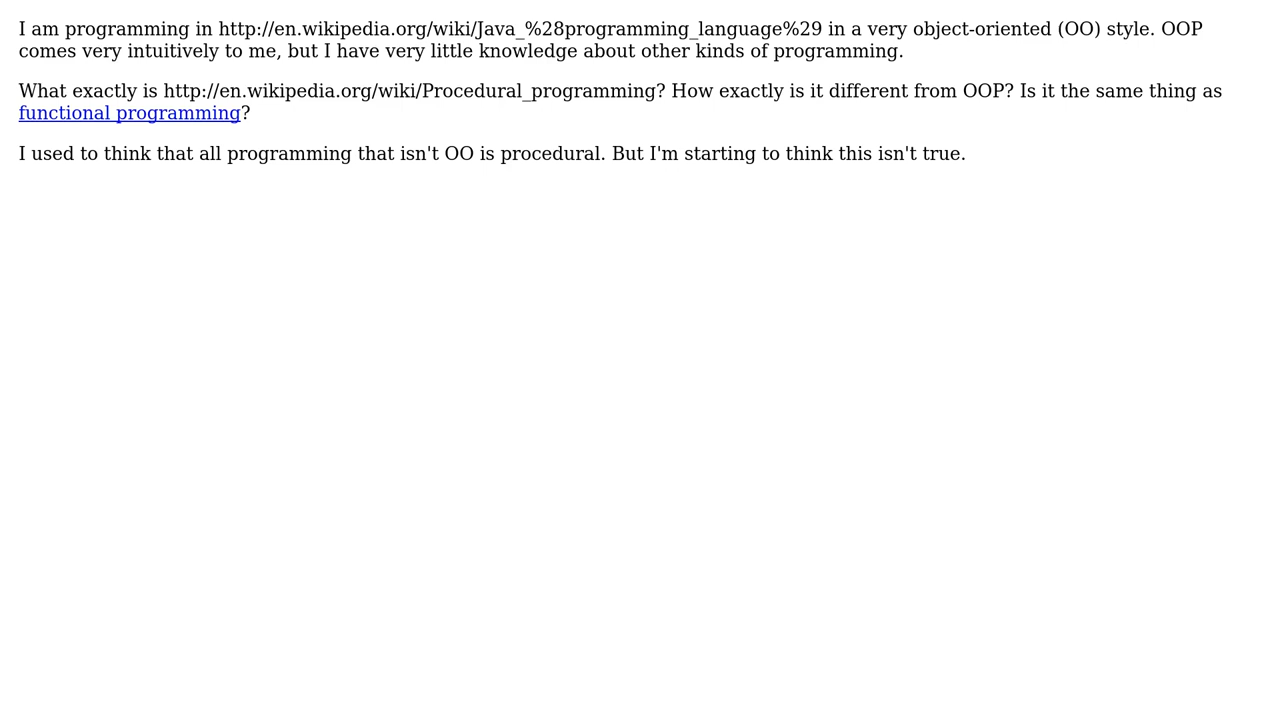 I am programming in http://en.wikipedia.org/wiki/Java_%28programming_language%29 in a very object-oriented (OO) style. OOP
comes very intuitively to me, but I have very little knowledge about other kinds of programming.
What exactly is http://en.wikipedia.org/wiki/Procedural_programming? How exactly is it different from OOP? Is it the same thing as
functional programming?
I used to think that all programming that isn't OO is procedural. But I'm starting to think this isn't true.